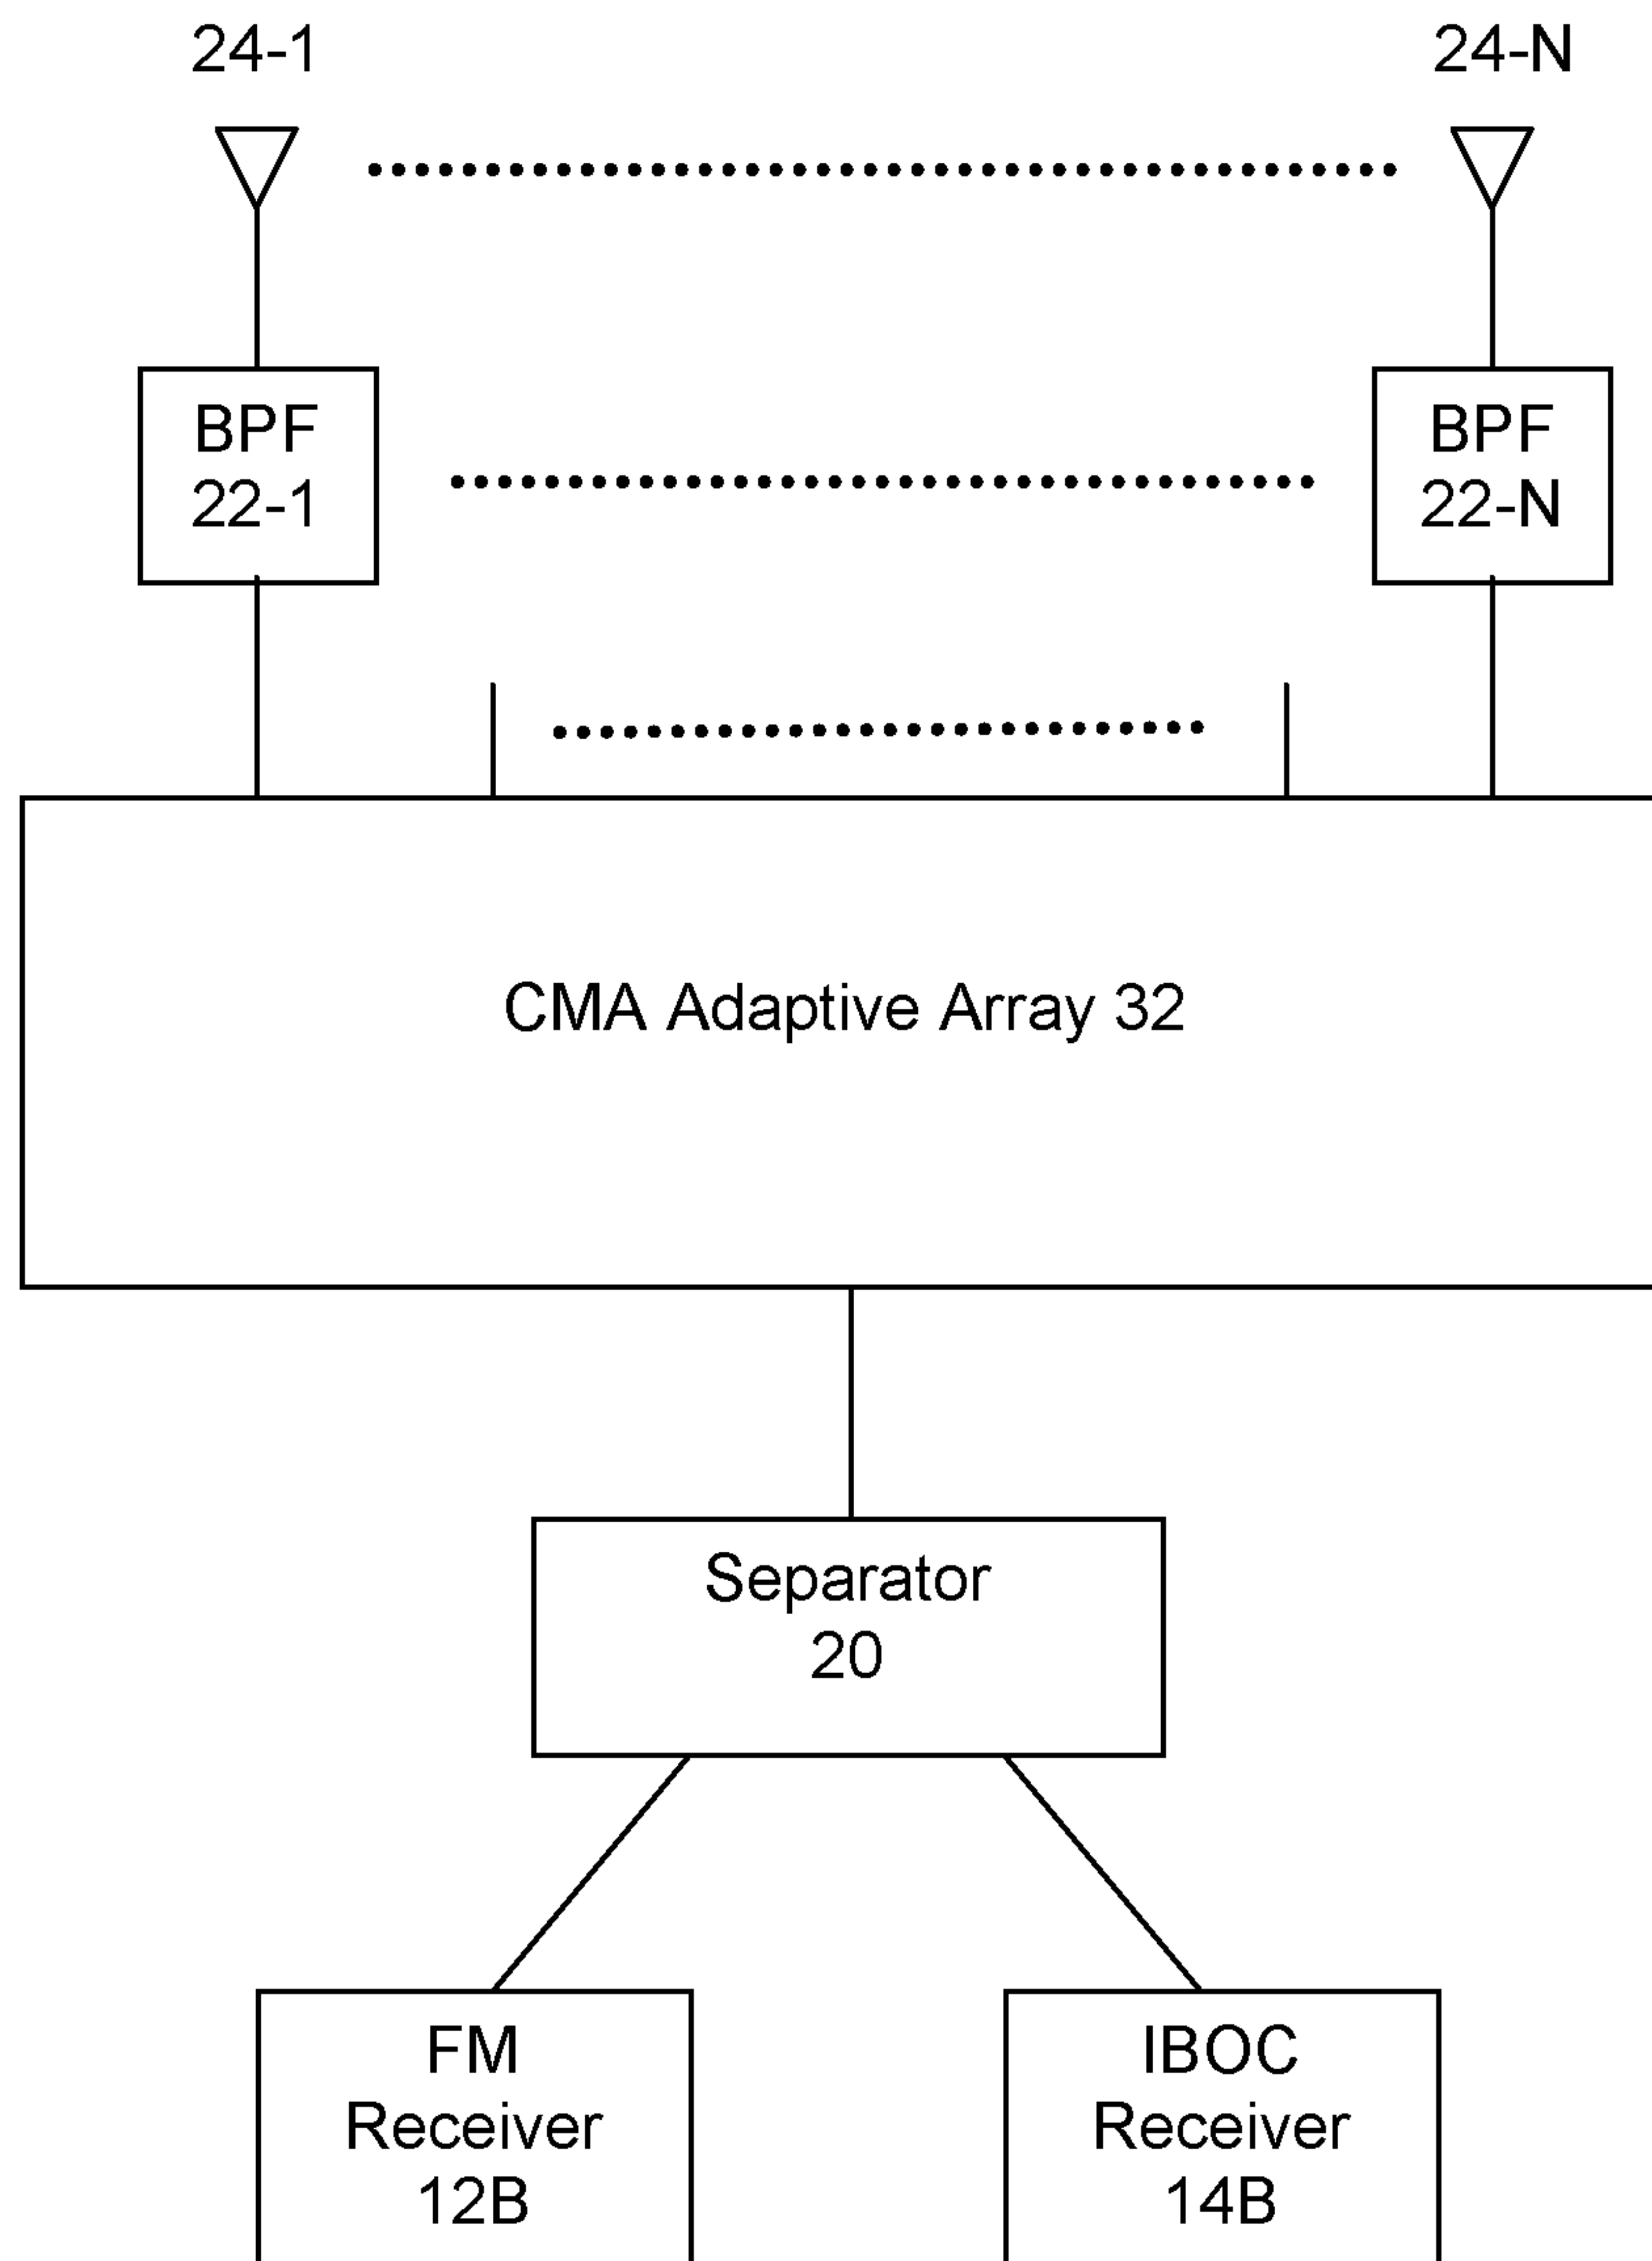 24-1
24-N
BPF
22-1
BPF
22-N
CMA Adaptive Array 32
Separator
20
FM
Receiver
12B
IBOC
Receiver
14B